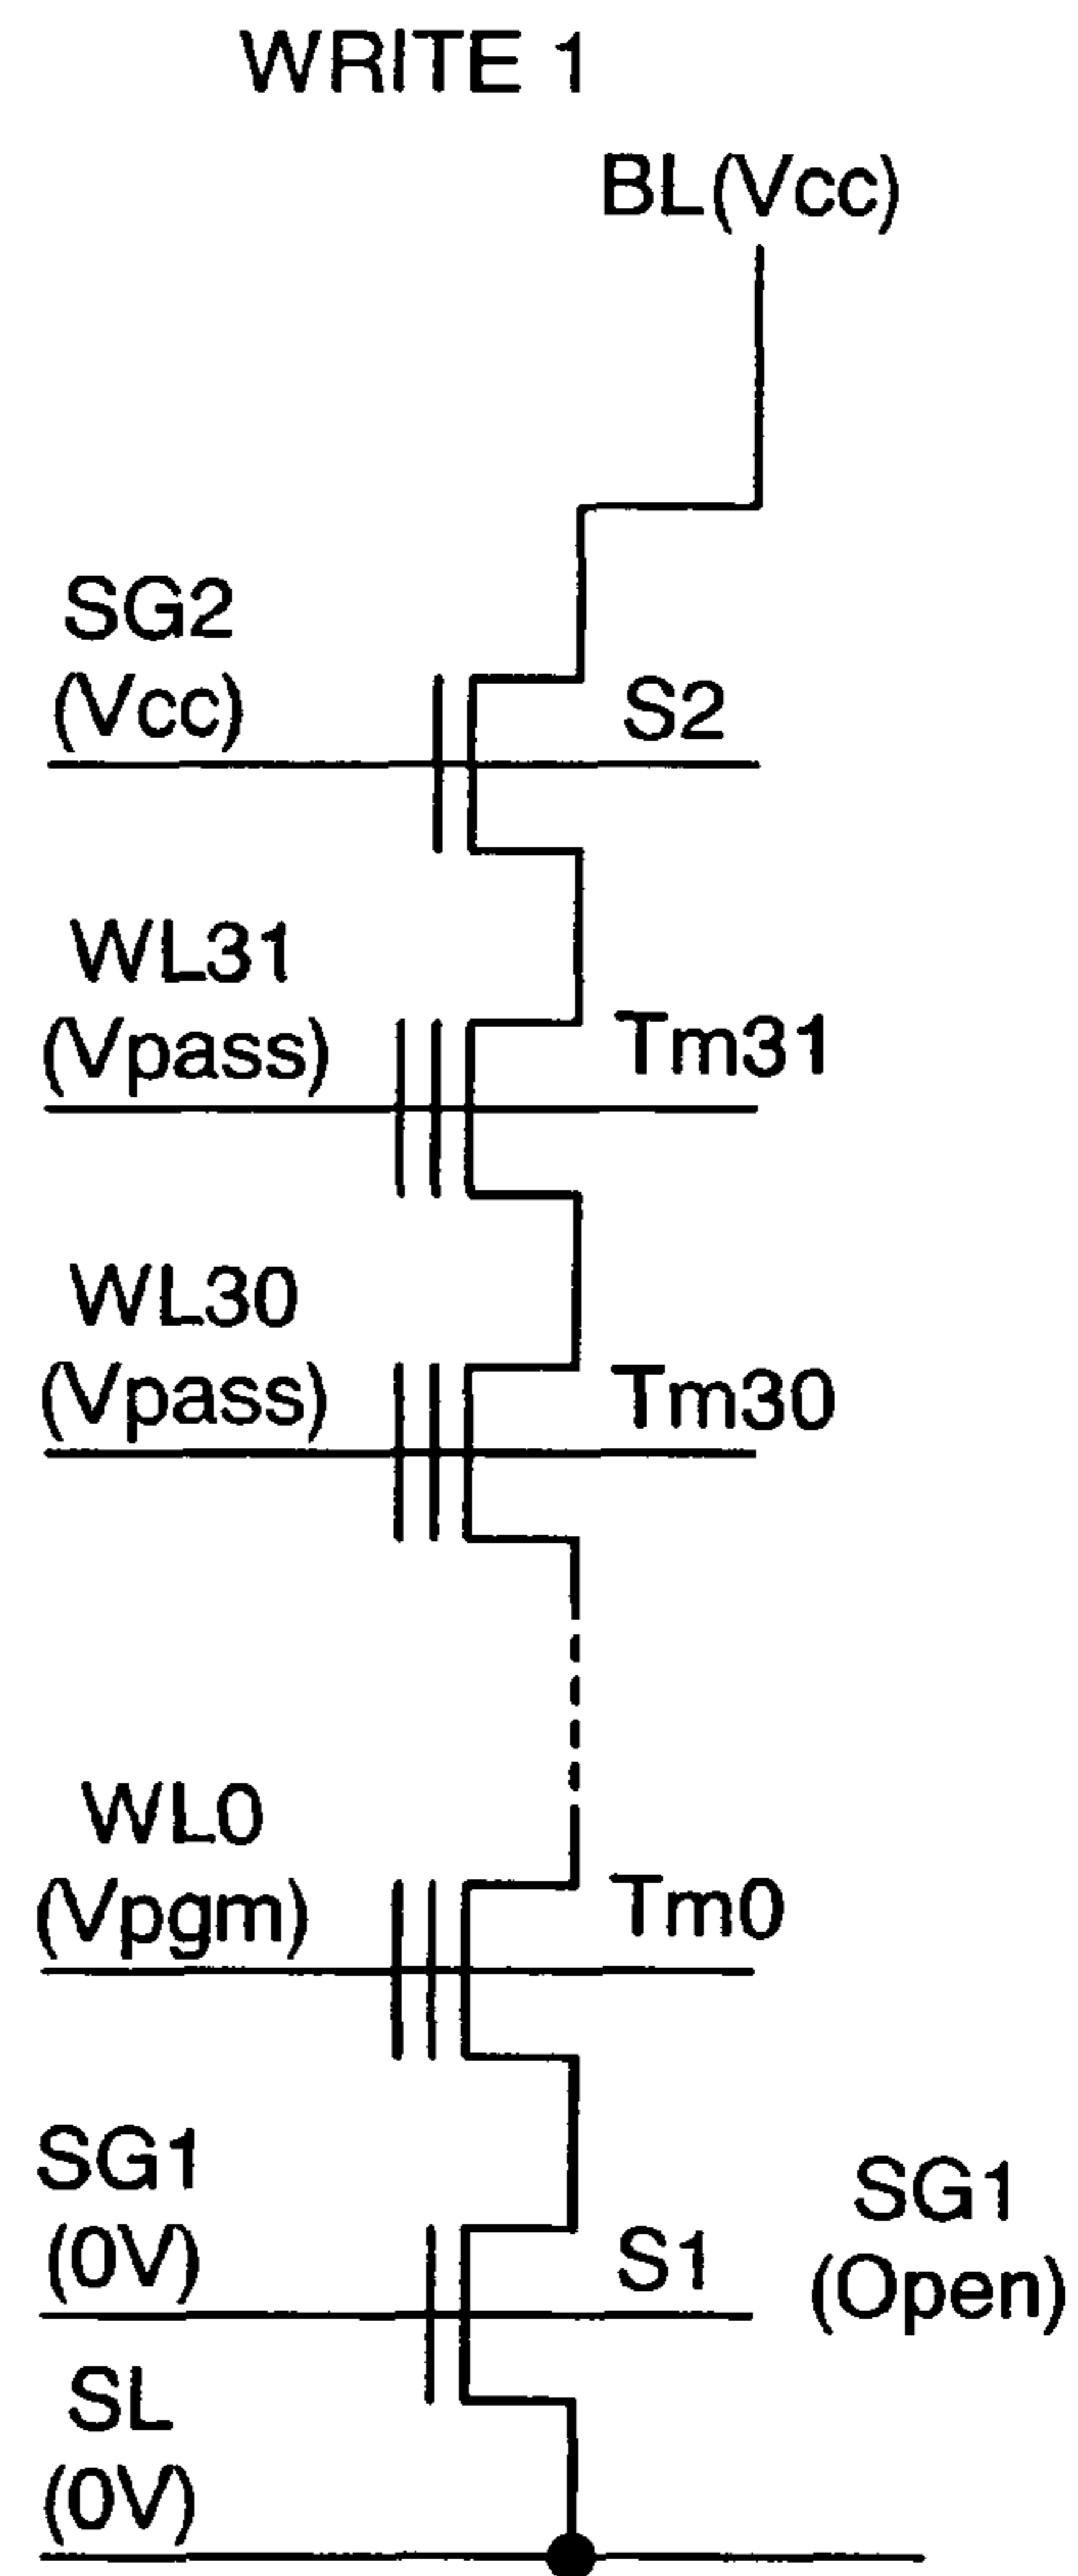 WRITE 1
BL(Vcc)
SG2
(Vcc)
S2
WL31
(Vpass)
Tm31
WL30
(Vpass)
Tm30
WL0
(Vpgm)
Tm0
SG1
(0V)
S1
SG1
(Open)
SL
(0V)